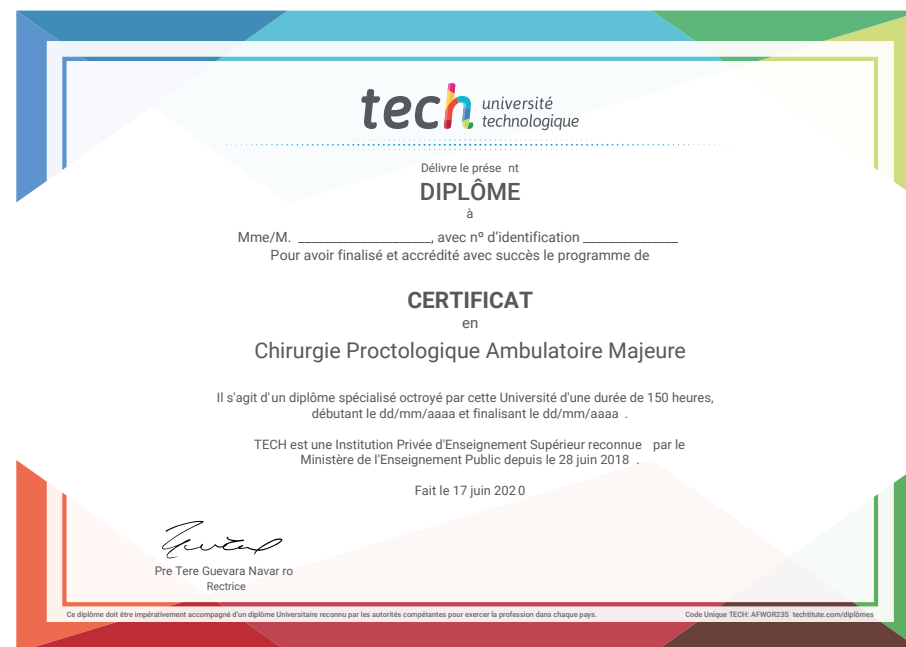 tech université
technologique
Délivre le prése nt
DIPLÔME
à
Mme/M. _____________________, avec nº d'identification _______________
Pour avoir finalisé et accrédité avec succès le programme de
CERTIFICAT
en
Chirurgie Proctologique Ambulatoire Majeure
Il s'agit d'un diplôme spécialisé octroyé par cette Université d'une durée de 150 heures,
débutant le dd/mm/aaaa et finalisant le dd/mm/aaaa .
TECH est une Institution Privée d'Enseignement Supérieur reconnue par le
Ministère de l'Enseignement Public depuis le 28 juin 2018 .
Fait le 17 juin 2020
Pre Tere Guevara Navar ro
Rectrice
Ce diplôme doit être impérativement accompagné d'un diplôme Universitaire reconnu par les autorités compétantes pour exercer la profession dans chaque pays.
Code Unique TECH: AFWOR23S techtitute.com/diplômes